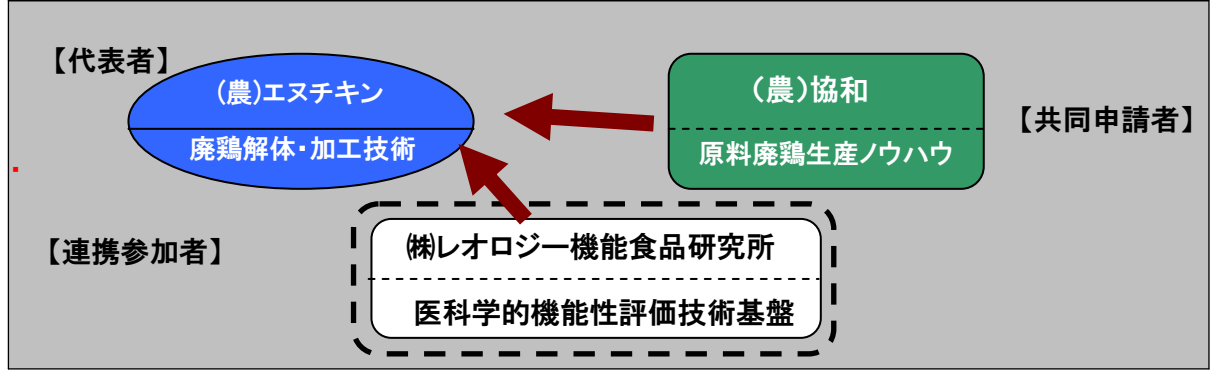 【代表者】
(農)エヌチキン
廃鶏解体・加工技術
(農)協和
原料廃鶏生産ノウハウ
【共同申請者】
【連携参加者】
㈱レオロジー機能食品研究所
医科学的機能性評価技術基盤